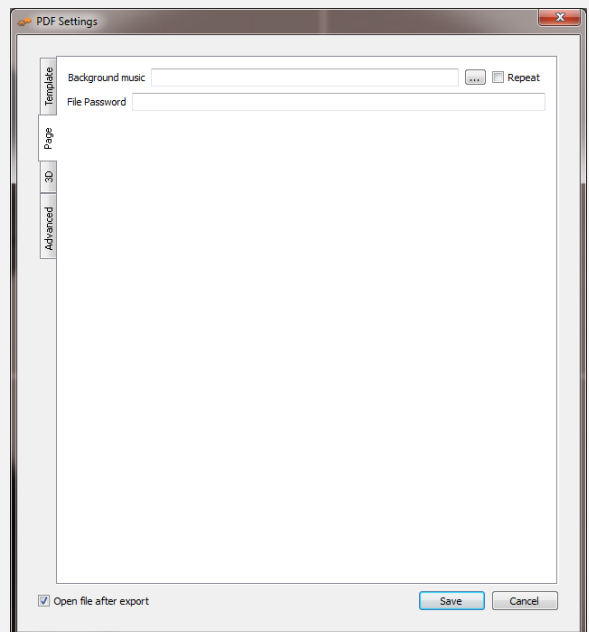 PDF Settings
Template
Page
3D
Advanced
Background music ... Repeat
File Password
Open file after export Save Cancel